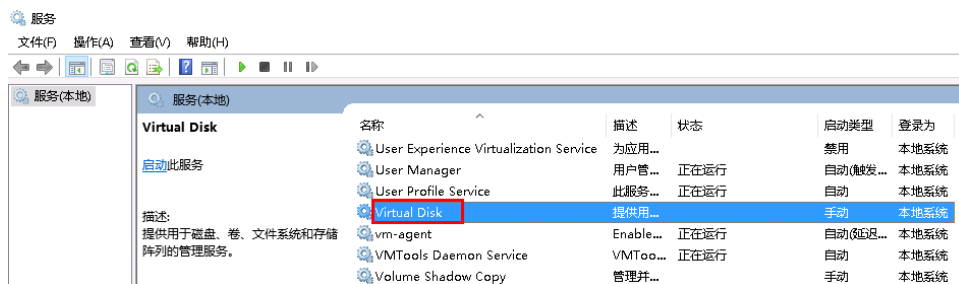 服务
文件(F) 操作(A) 查看(V) 帮助(H)
服务(本地)
服务(本地)
Virtual Disk
启动此服务
描述:
提供用于磁盘、卷、文件系统和存储
阵列的管理服务。
名称 描述 状态 启动类型 登录为
User Experience Virtualization Service 为应用... 禁用 本地系统
User Manager 用户管... 正在运行 自动(触发... 本地系统
User Profile Service 此服务... 正在运行 自动 本地系统
Virtual Disk 提供用... 手动 本地系统
vm-agent Enable... 正在运行 自动(延迟... 本地系统
VMTools Daemon Service VMToo... 正在运行 自动 本地系统
Volume Shadow Copy 管理并... 手动 本地系统